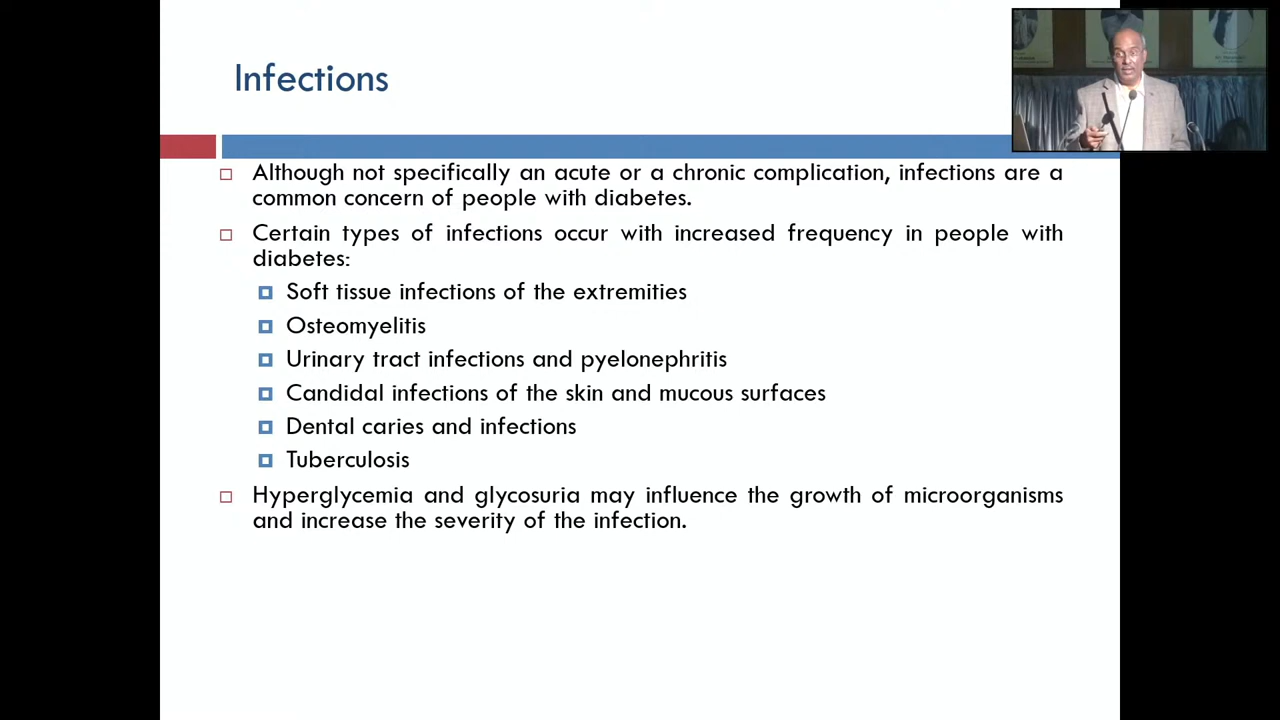 Infections
Although not specifically an acute or a chronic complication, infections are a
common concern of people with diabetes.
Certain types of infections occur with increased frequency in people with
diabetes:
Soft tissue infections of the extremities
Osteomyelitis
Urinary tract infections and pyelonephritis
Candidal infections of the skin and mucous surfaces
Dental caries and infections
Tuberculosis
Hyperglycemia and glycosuria may influence the growth of microorganisms
and increase the severity of the infection.